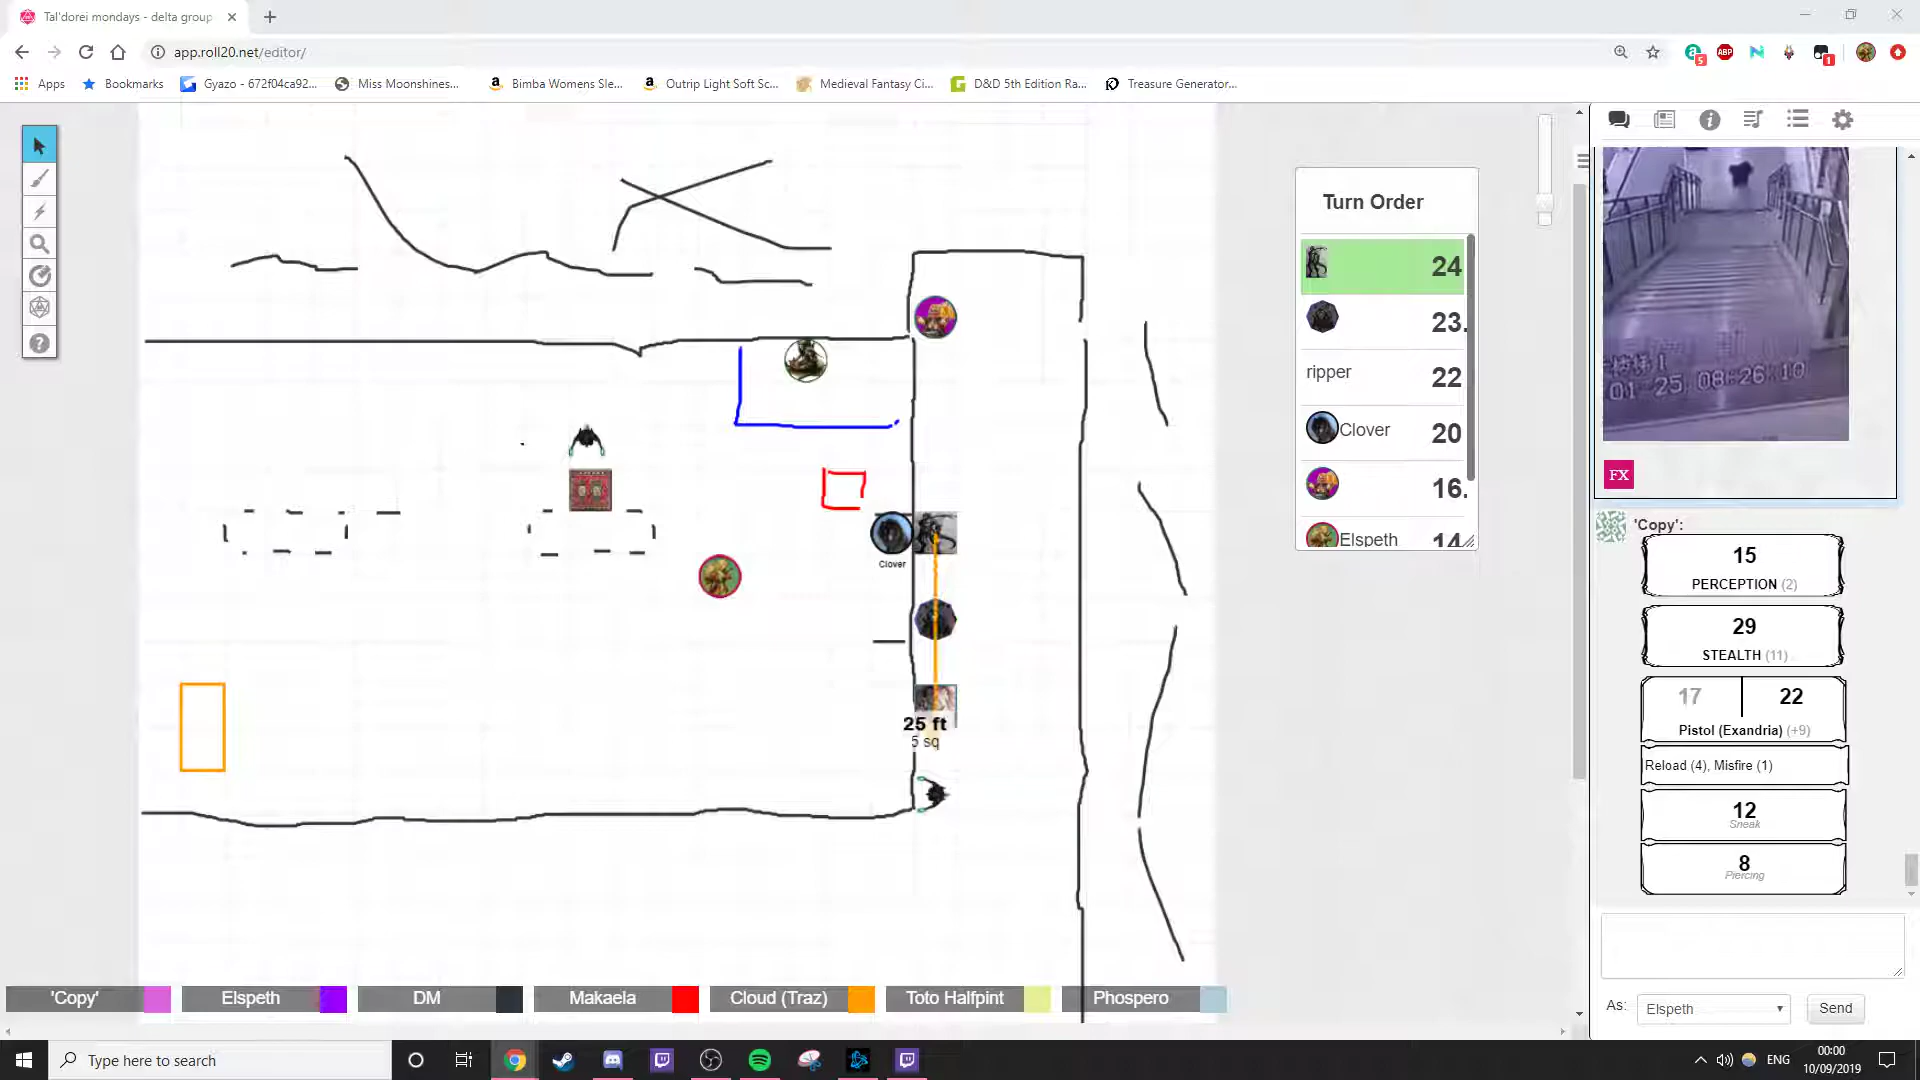 Tal'dorei mondays - delta group
app.roll20.net/editor/
Apps
Bookmarks
Gyazo - 672f04ca92...
Miss Moonshines...
Bimba Womens Sle...
Outrip Light Soft Sc...
Medieval Fantasy Ci...
D&D 5th Edition Ra...
Treasure Generator...
ABP
5
1
Turn Order
24
23.
ripper
22
Clover
20
16.
Elspeth
14
Clover
25 ft
5 sq
01 25 08:26:10
FX
'Copy':
15
PERCEPTION (2)
29
STEALTH (11)
17
22
Pistol (Exandria) (+9)
Reload (4), Misfire (1)
12
Sneak
8
Piercing
As:
Elspeth
Send
'Copy'
Elspeth
DM
Makaela
Cloud (Traz)
Toto Halfpint
Phospero
Type here to search
ENG
00:00
10/09/2019